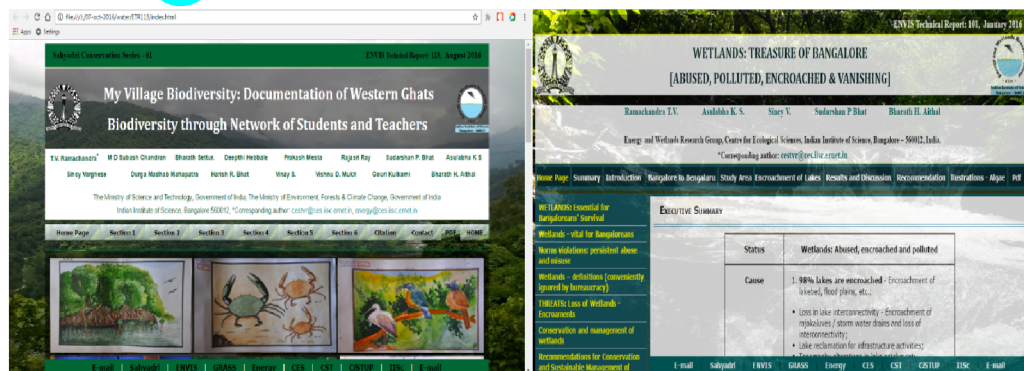 file:///I:/07-oct-2016/water/ETR113/index.html
Apps Settings
Sahyadri Conservation Series - 61 ENVIS Technical Report: 113, August 2016
My Village Biodiversity: Documentation of Western Ghats
Biodiversity through Network of Students and Teachers
T.V. Ramachandra* M D Subash Chandran Bharath Settur Deepthi Hebbale Prakash Mesta Rajesh Ray Sudarshan P. Bhat Asulabha K S
Sincy Varghese Durga Madhab Mahapatra Harish R. Bhat Vinay S. Vishnu D. Mukri Gouri Kulkarni Bharath H. Aithal
The Ministry of Science and Technology, Government of India, The Ministry of Environment, Forests & Climate Change, Government of India
Indian Institute of Science, Bangalore 560012, *Corresponding author: cestvr@ces.iisc.ernet.in, energy@ces.iisc.ernet.in
Home Page Section 1 Section 2 Section 3 Section 4 Section 5 Section 6 Citation Contact PDF HOME
E-mail Sahyadri ENVIS GRASS Energy CES CST CiSTUP IISc E-mail
ENVIS Technical Report: 101, January 2016
WETLANDS: TREASURE OF BANGALORE
[ABUSED, POLLUTED, ENCROACHED & VANISHING]
Ramachandra T.V. Asulabha K. S. Sincy V. Sudarshan P Bhat Bharath H. Aithal
Energy and Wetlands Research Group, Centre for Ecological Sciences, Indian Institute of Science, Bangalore – 560012, India.
*Corresponding author: cestvr@ces.iisc.ernet.in
Home Page Summary Introduction Bangalore to Bengaluru Study Area Encroachment of Lakes Results and Discussion Recommendation Ilustrations - Algae Pdf
WETLANDS: Essential for
Bangaloreans' Survival
Wetlands - vital for Bangaloreans
Norms violations: persistent abuse
and misuse
Wetlands – definitions (conveniently
ignored by bureaucracy)
THREATS: Loss of Wetlands -
Encroaments
Conservation and management of
wetlands
Recommendations for Conservation
and Sustainable Management of
EXECUTIVE SUMMARY
Status Wetlands: Abused, encroached and polluted
Cause 1. 98% lakes are encroached - Encroachment of
lakebed, flood plains, etc.;
• Loss in lake interconnectivity - Encroachment of
rajakaluves / storm water drains and loss of
interconnectivity;
• Lake reclamation for infrastructure activities;
E-mail Sahyadri ENVIS GRASS Energy CES CST CiSTUP IISc E-mail